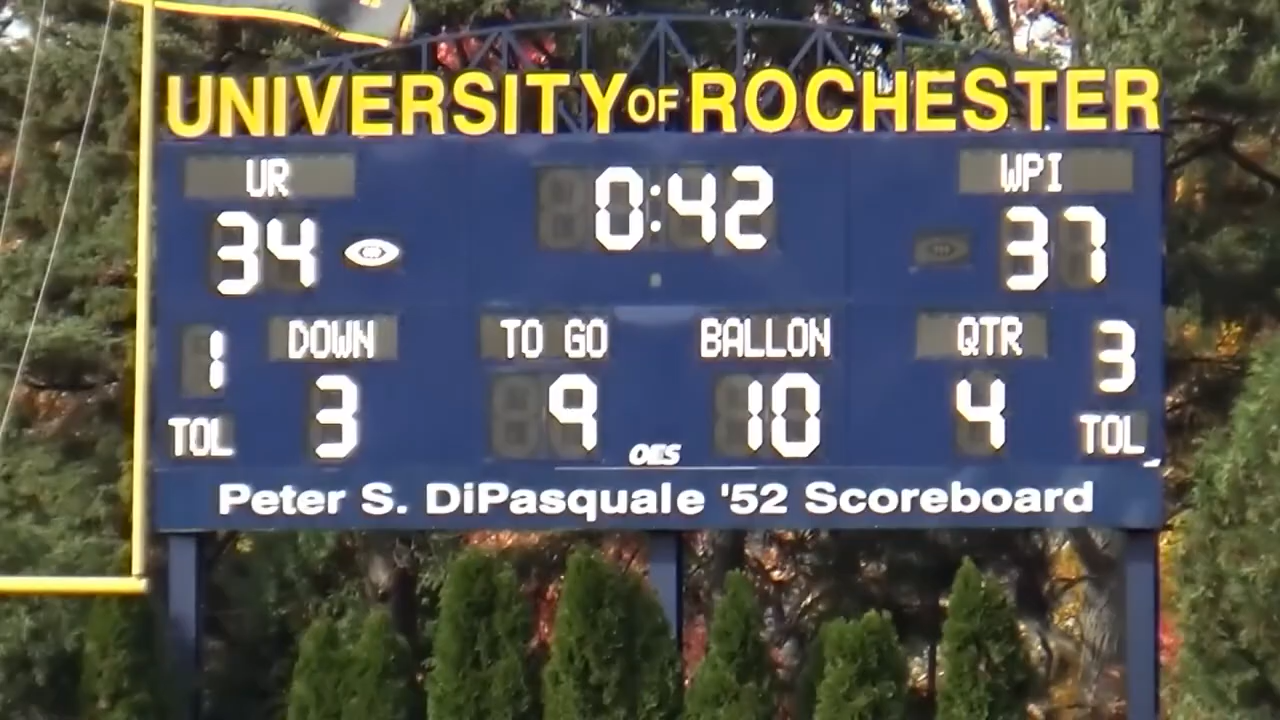 UNIVERSITY OF ROCHESTER
UR
0:42
WPI
34
37
DOWN
TO GO
BALLON
QTR
1
3
9
10
4
3
TOL
TOL
OES
Peter S. DiPasquale '52 Scoreboard